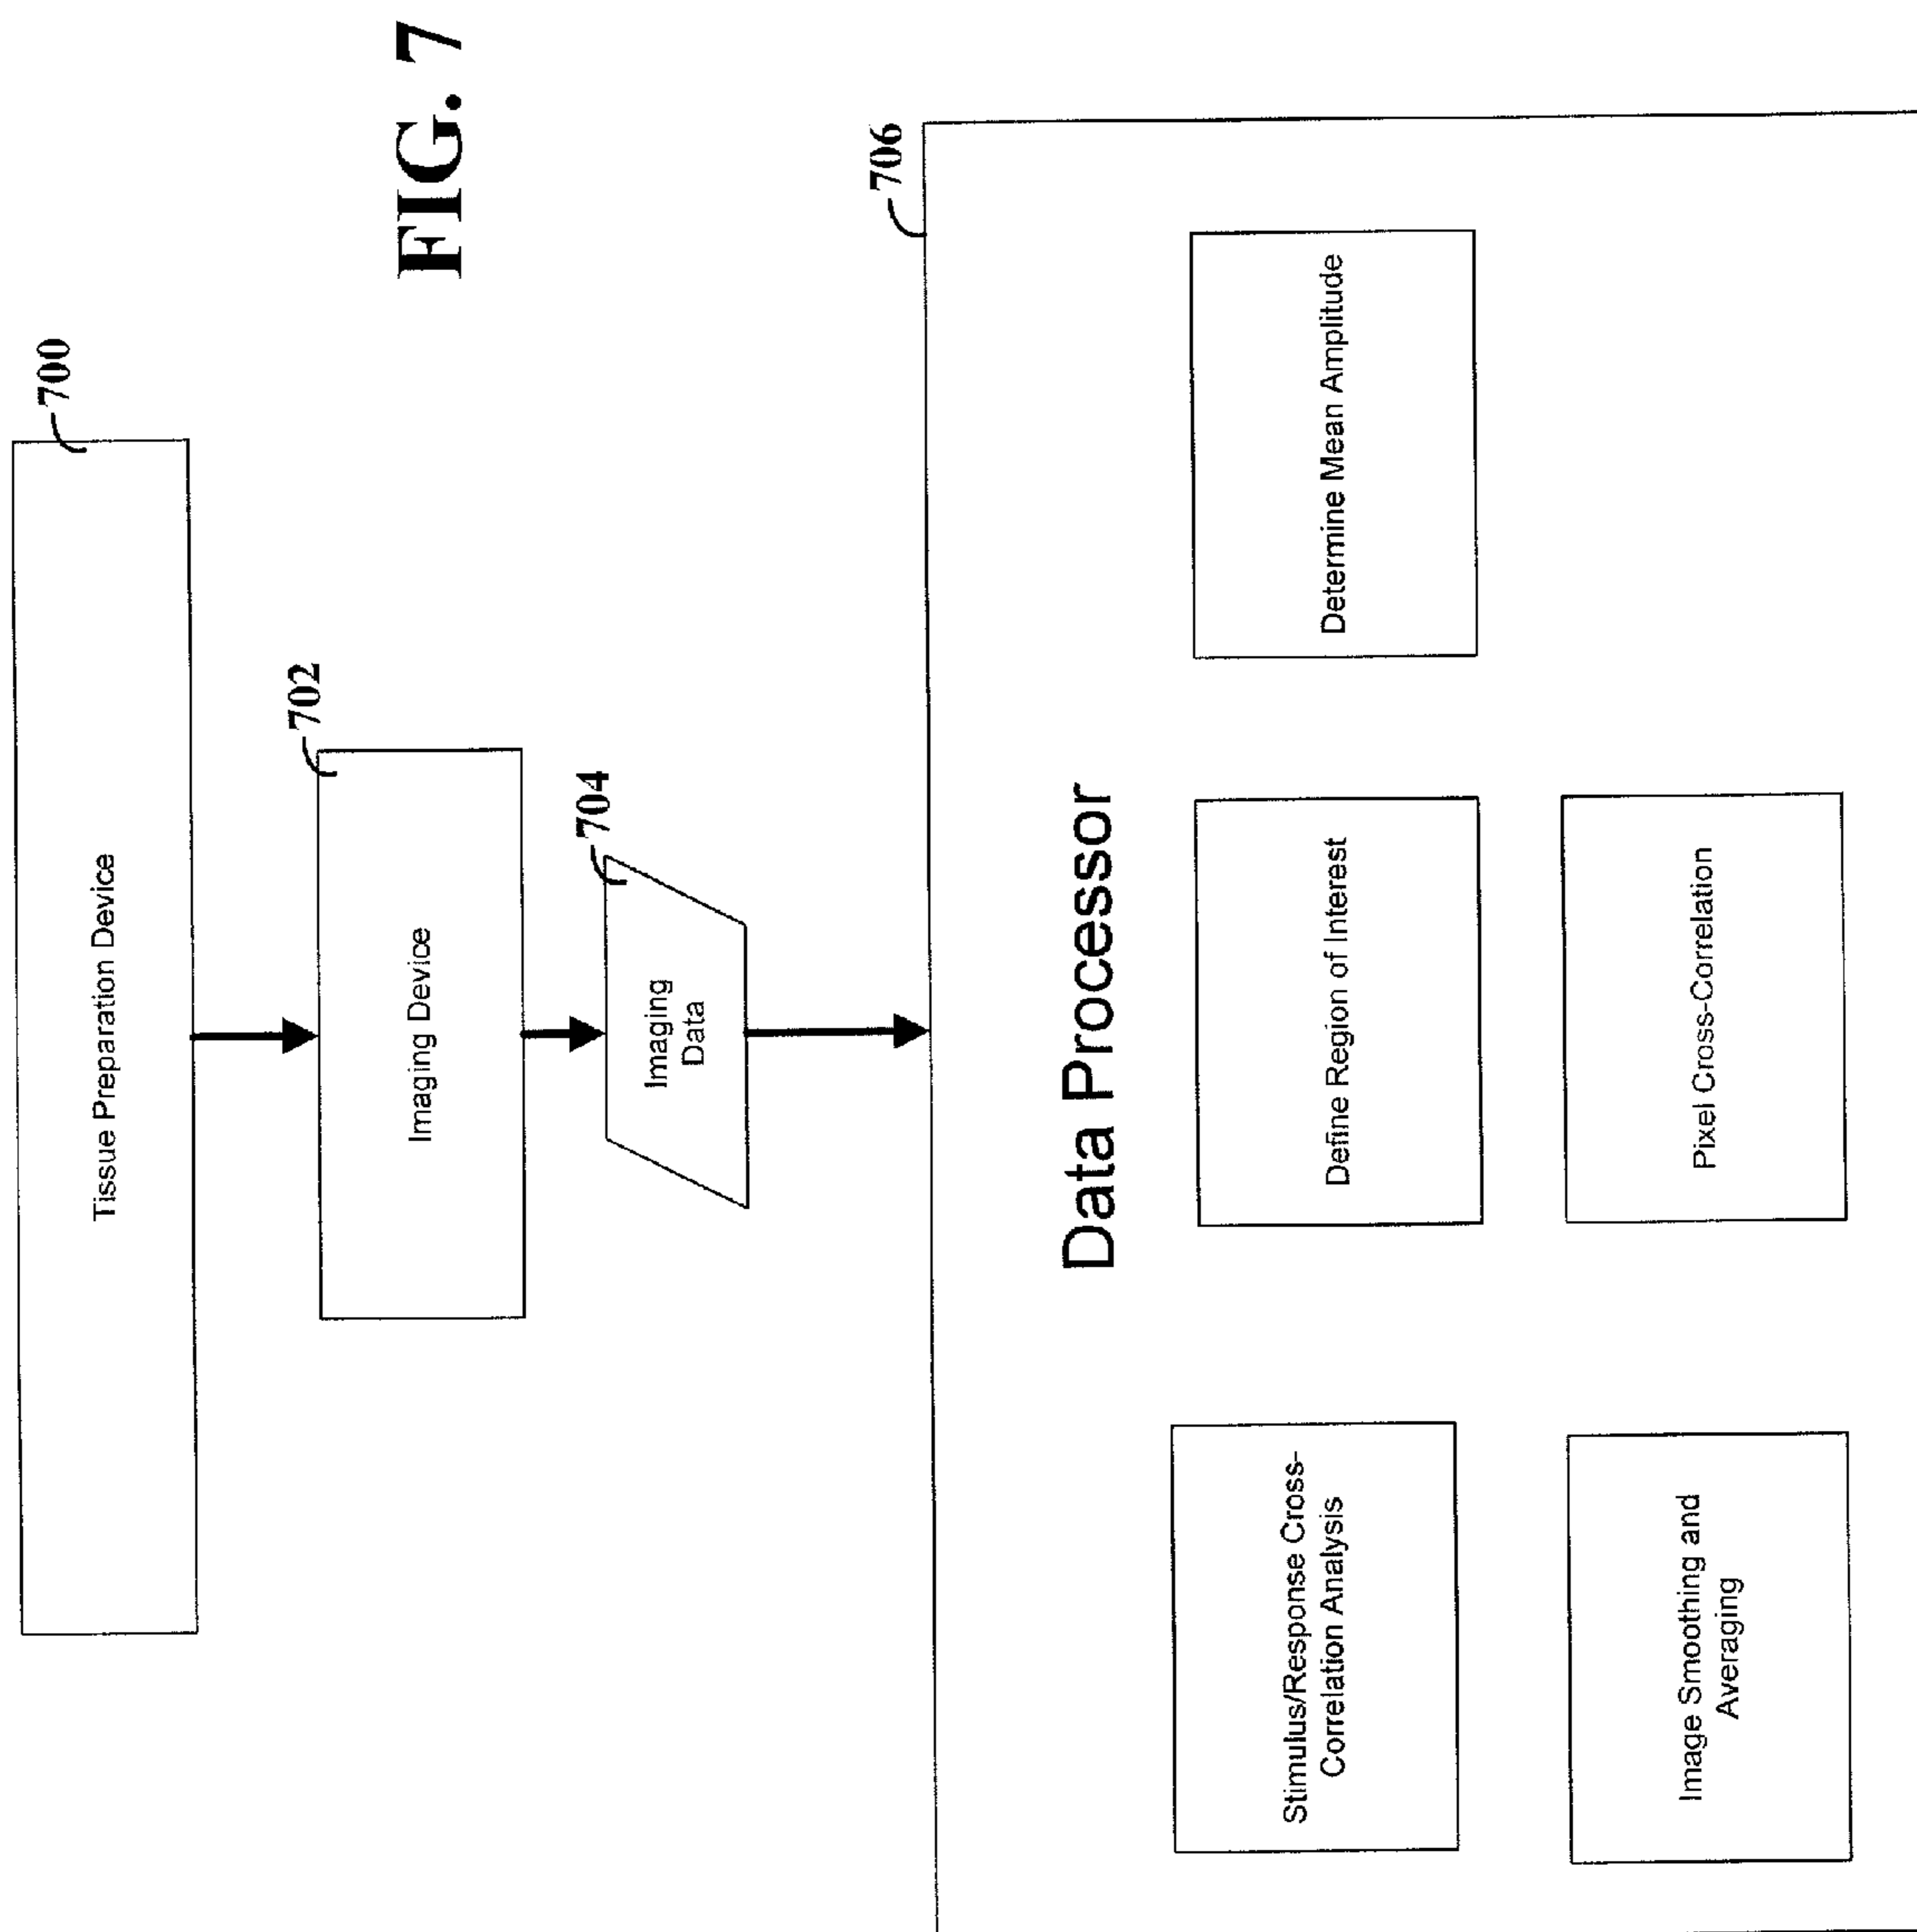 FIG. 7
700
Tissue Preparation Device
702
Imaging Device
704
Imaging
Data
706
Data Processor
Stimulus/Response Cross-
Correlation Analysis
Define Region of Interest
Determine Mean Amplitude
Image Smoothing and
Averaging
Pixel Cross-Correlation